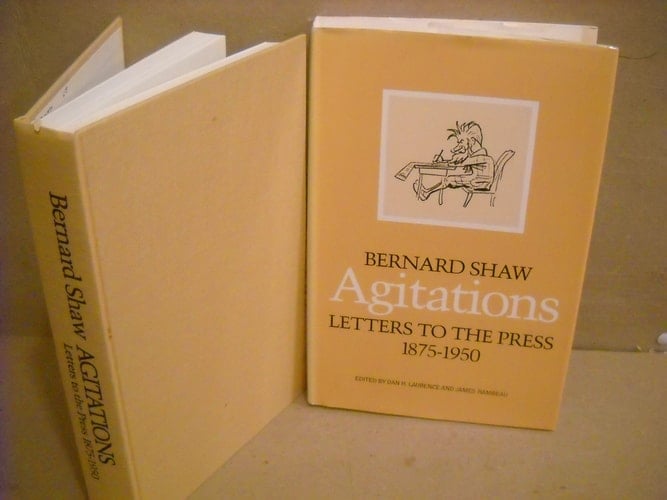 Bernard Shaw AGITATIONS
Letters to the Press 1875-1950
BERNARD SHAW
Agitations
LETTERS TO THE PRESS
1875-1950
EDITED BY DAN H. LAURENCE AND JAMES RAMBEAU